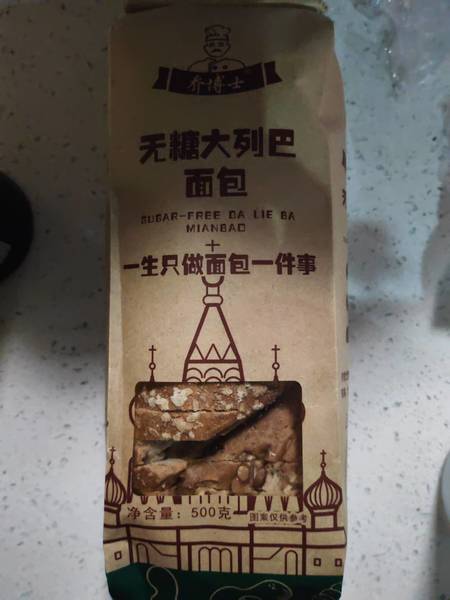 乔博士
无糖大列巴
面包
SUGAR-FREE DA LIE BA
MIANBAO
一生只做面包一件事
净含量：500克
图案仅供参考